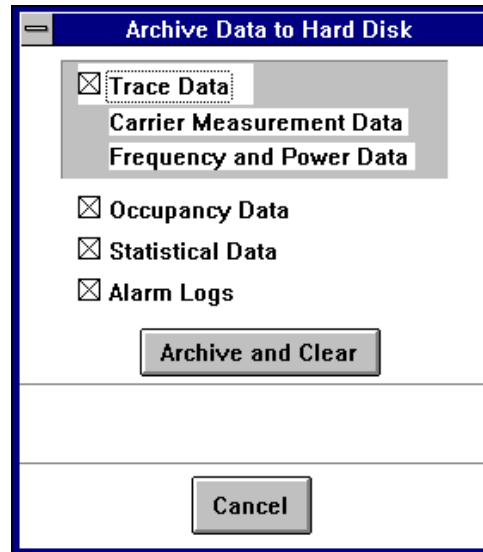 Archive Data to Hard Disk
Trace Data
Carrier Measurement Data
Frequency and Power Data
Occupancy Data
Statistical Data
Alarm Logs
Archive and Clear
Cancel